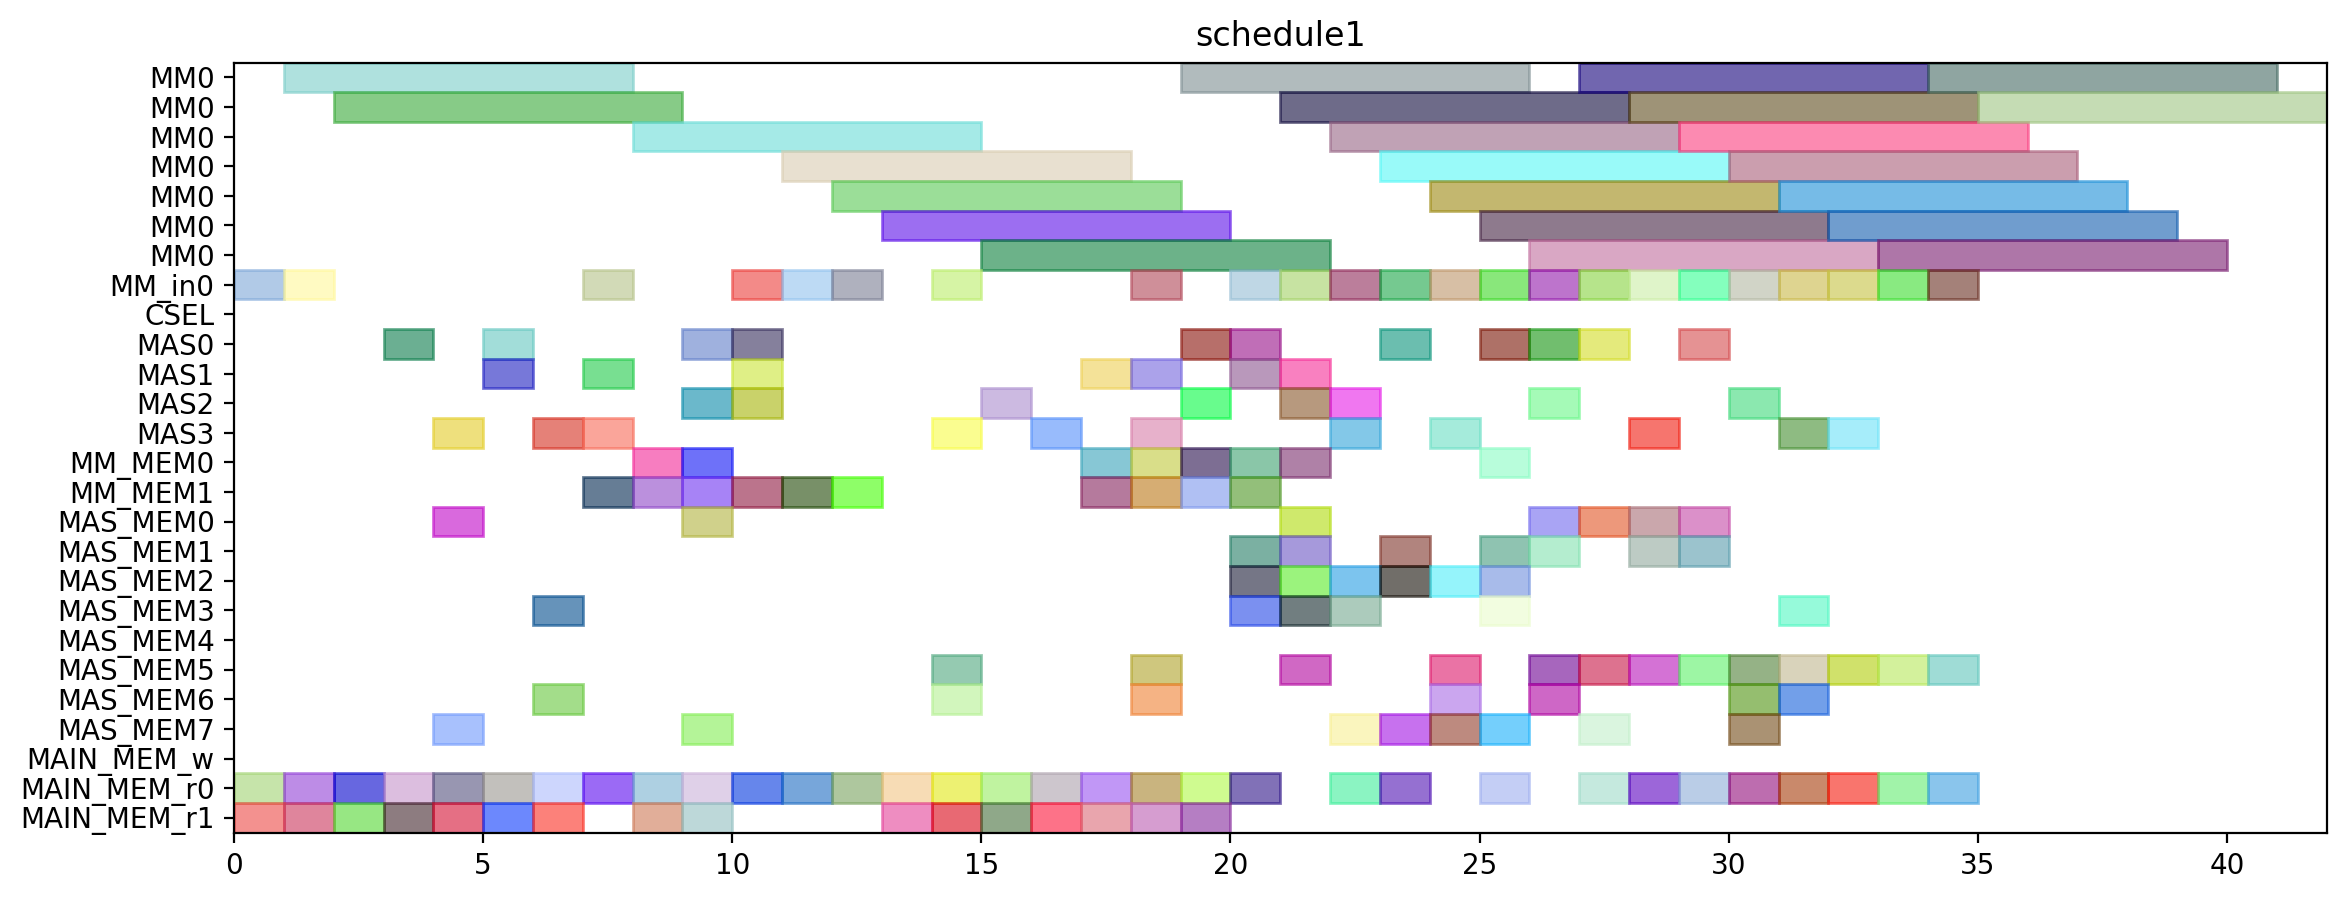 schedule1
MM0
MM0
MM0
MM0
MM0
MM0
MM0
MM_in0
CSEL
MAS0
MAS1
MAS2
MAS3
MM_MEM0
MM_MEM1
MAS_MEM0
MAS_MEM1
MAS_MEM2
MAS_MEM3
MAS_MEM4
MAS_MEM5
MAS_MEM6
MAS_MEM7
MAIN_MEM_w
MAIN_MEM_r0
MAIN_MEM_r1
0 5 10 15 20 25 30 35 40